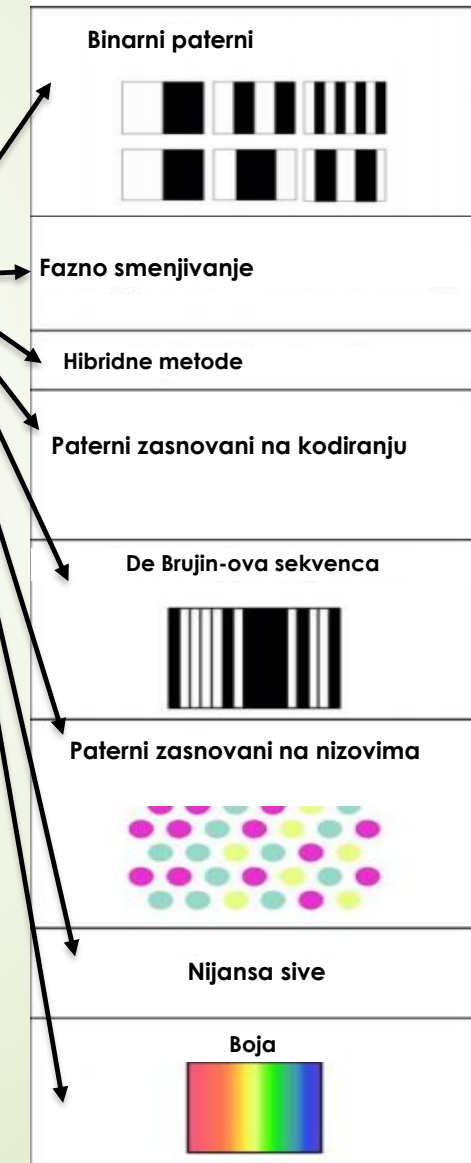 Binarni paterni
Fazno smenjivanje
Hibridne metode
Paterni zasnovani na kodiranju
De Brujin-ova sekvenca
Paterni zasnovani na nizovima
Nijansa sive
Boja